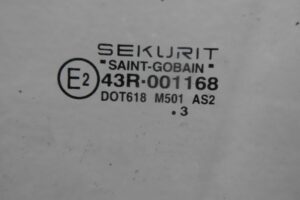 SEKURIT
"SAINT-GOBAIN"
E2 43R-001168
DOT618 M501 AS2
.3